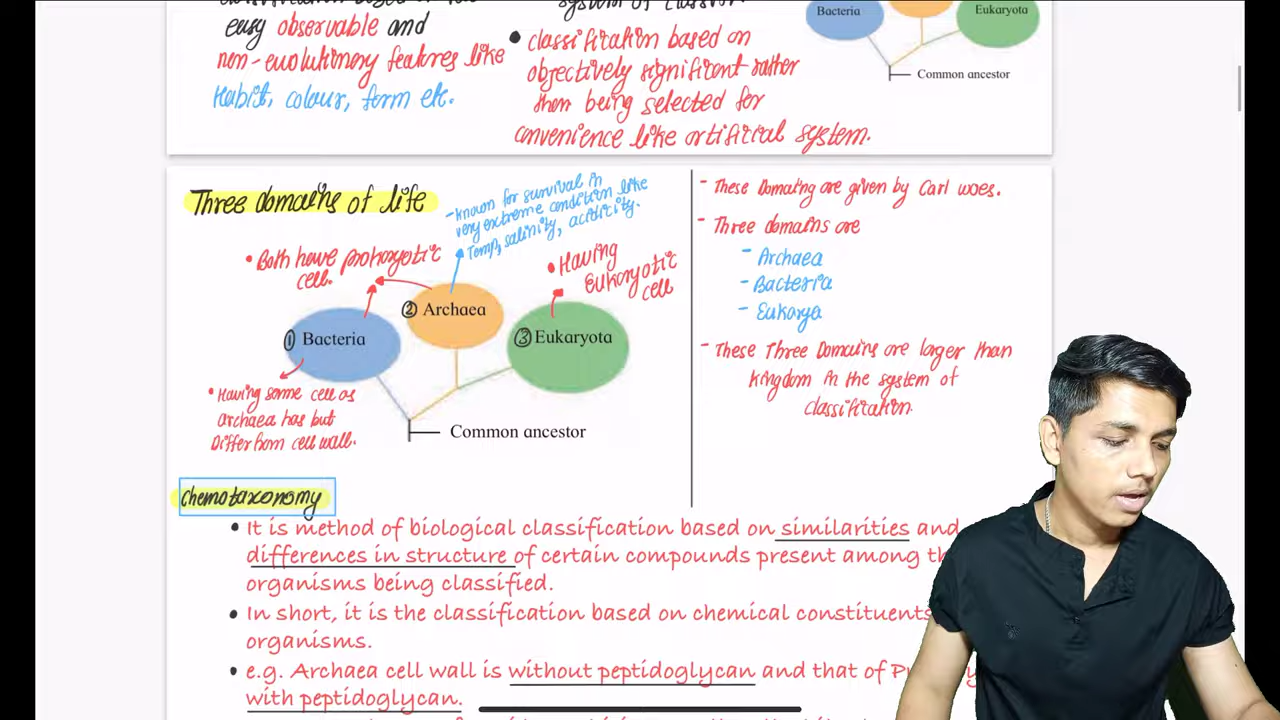 easy observable and
non-evolutionary features like
Habit, colour, form etc.
• classification based on
objectively significant rather
then being selected for
convenience like artificial system.
Bacteria
Eukaryota
Common ancestor
Three domains of life
- Known for survival in
very extreme condition like
Temp, salinity, acidicity.
• Both have prokaryotic
cell.
• Having
Eukaryotic
cell
① Bacteria
② Archaea
③ Eukaryota
• Having same cell as
Archaea has but
Differ from cell wall.
Common ancestor
- These Domains are given by Carl woes.
- Three domains are
- Archaea
- Bacteria
- Eukarya
- These Three Domains are larger than
kingdom in the system of
classification.
chemotaxonomy
• It is method of biological classification based on similarities and
differences in structure of certain compounds present among
organisms being classified.
• In short, it is the classification based on chemical constituents
organisms.
• e.g. Archaea cell wall is without peptidoglycan and that of
with peptidoglycan.